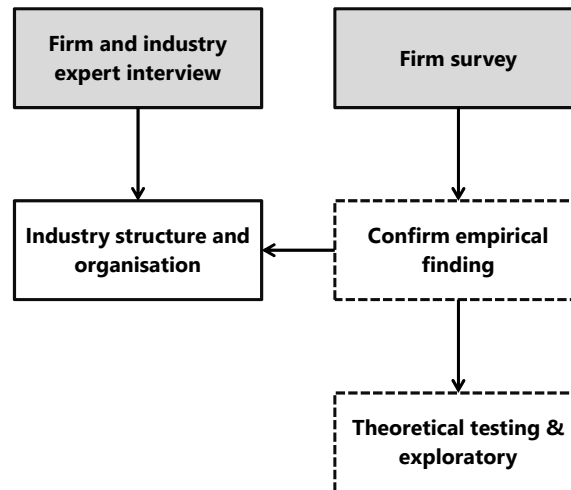 Firm and industry
expert interview
Firm survey
Industry structure and
organisation
Confirm empirical
finding
Theoretical testing &
exploratory